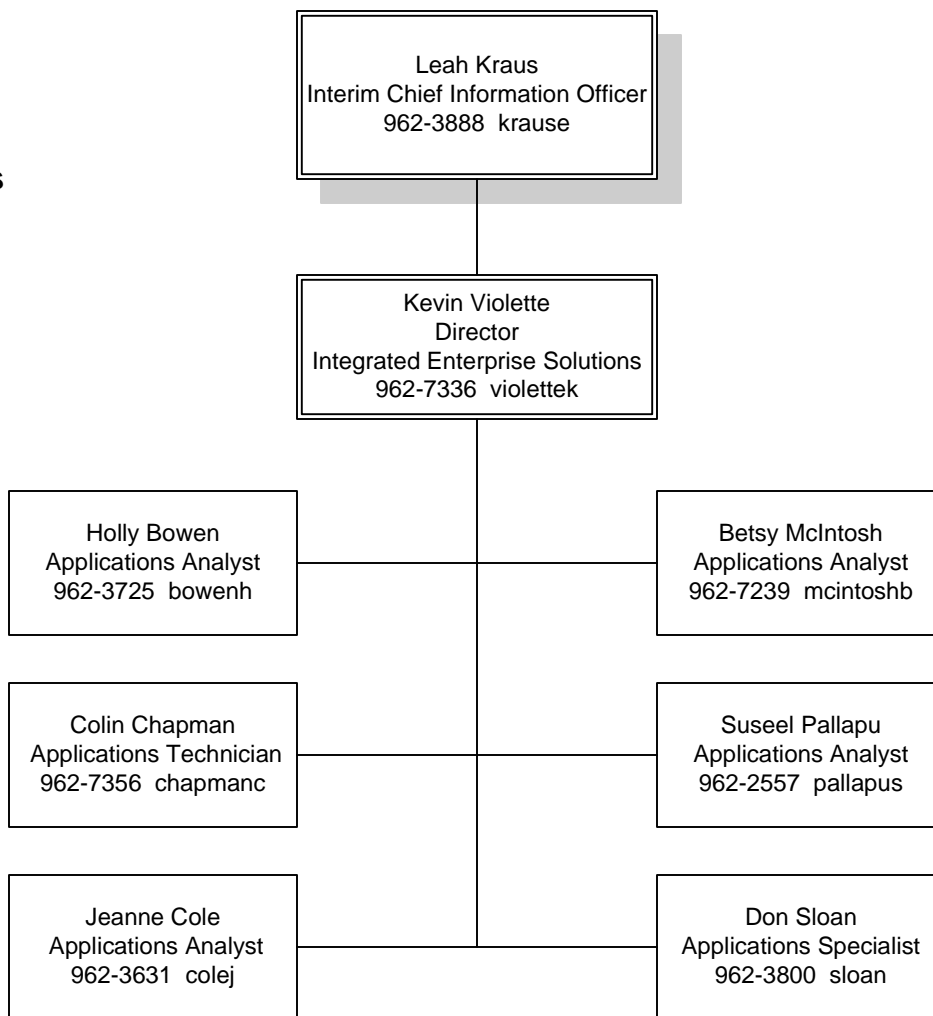 Leah Kraus
Interim Chief Information Officer
962-3888 krause
s
Kevin Violette
Director
Integrated Enterprise Solutions
962-7336 violettek
Holly Bowen
Applications Analyst
962-3725 bowenh
Betsy McIntosh
Applications Analyst
962-7239 mcintoshb
Colin Chapman
Applications Technician
962-7356 chapmanc
Suseel Pallapu
Applications Analyst
962-2557 pallapus
Jeanne Cole
Applications Analyst
962-3631 colej
Don Sloan
Applications Specialist
962-3800 sloan